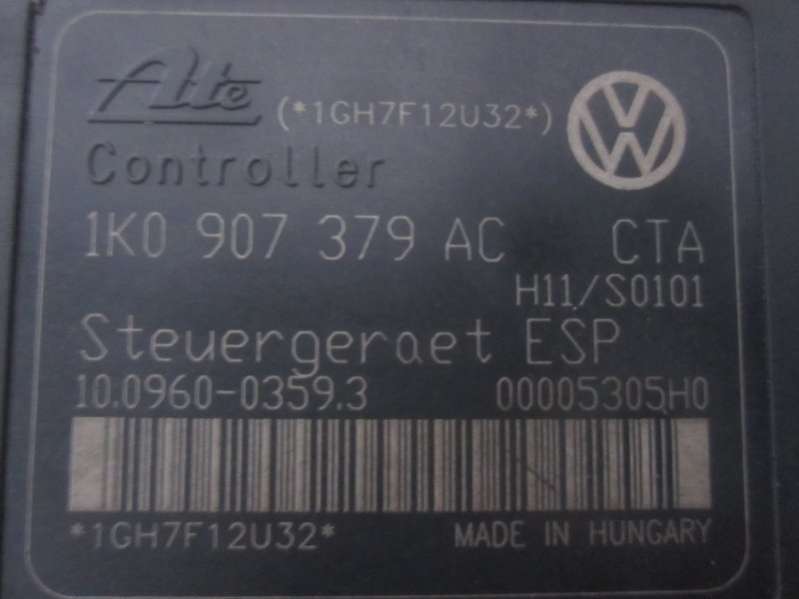 Ate (*1GH7F12U32*)
Controller
1K0 907 379 AC CTA
H11/S0101
Steuergeraet ESP
10.0960-0359.3 00005305H0
*1GH7F12U32* MADE IN HUNGARY